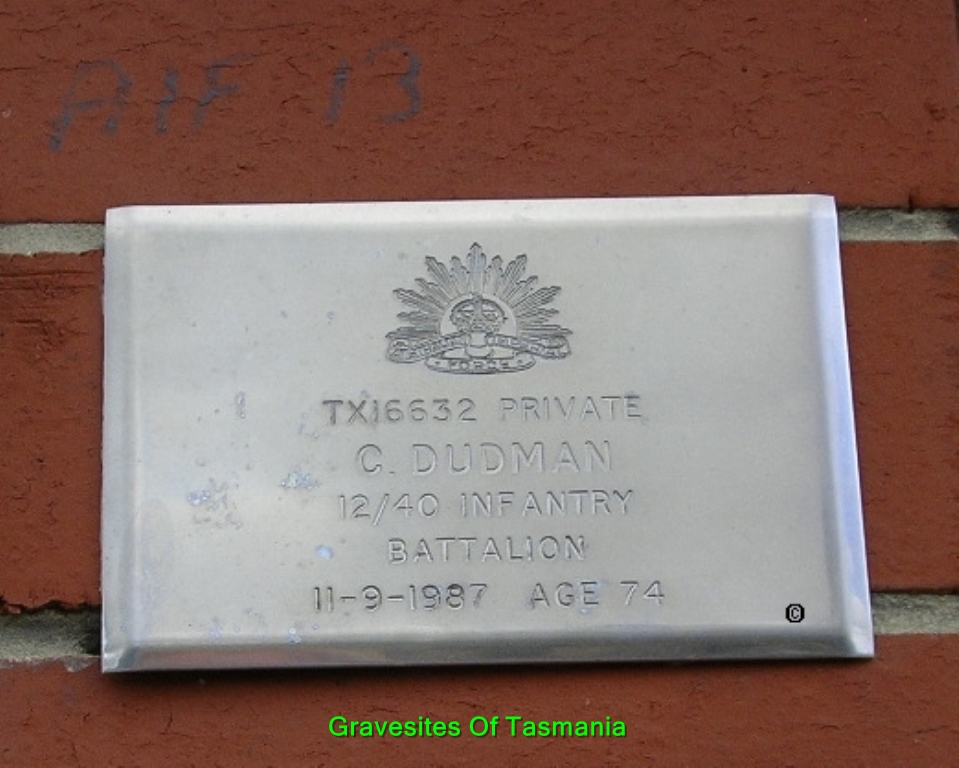 AIF 13
TX16632 PRIVATE
C. DUDMAN
12/40 INFANTRY
BATTALION
11-9-1987 AGE 74
©
Gravesites Of Tasmania